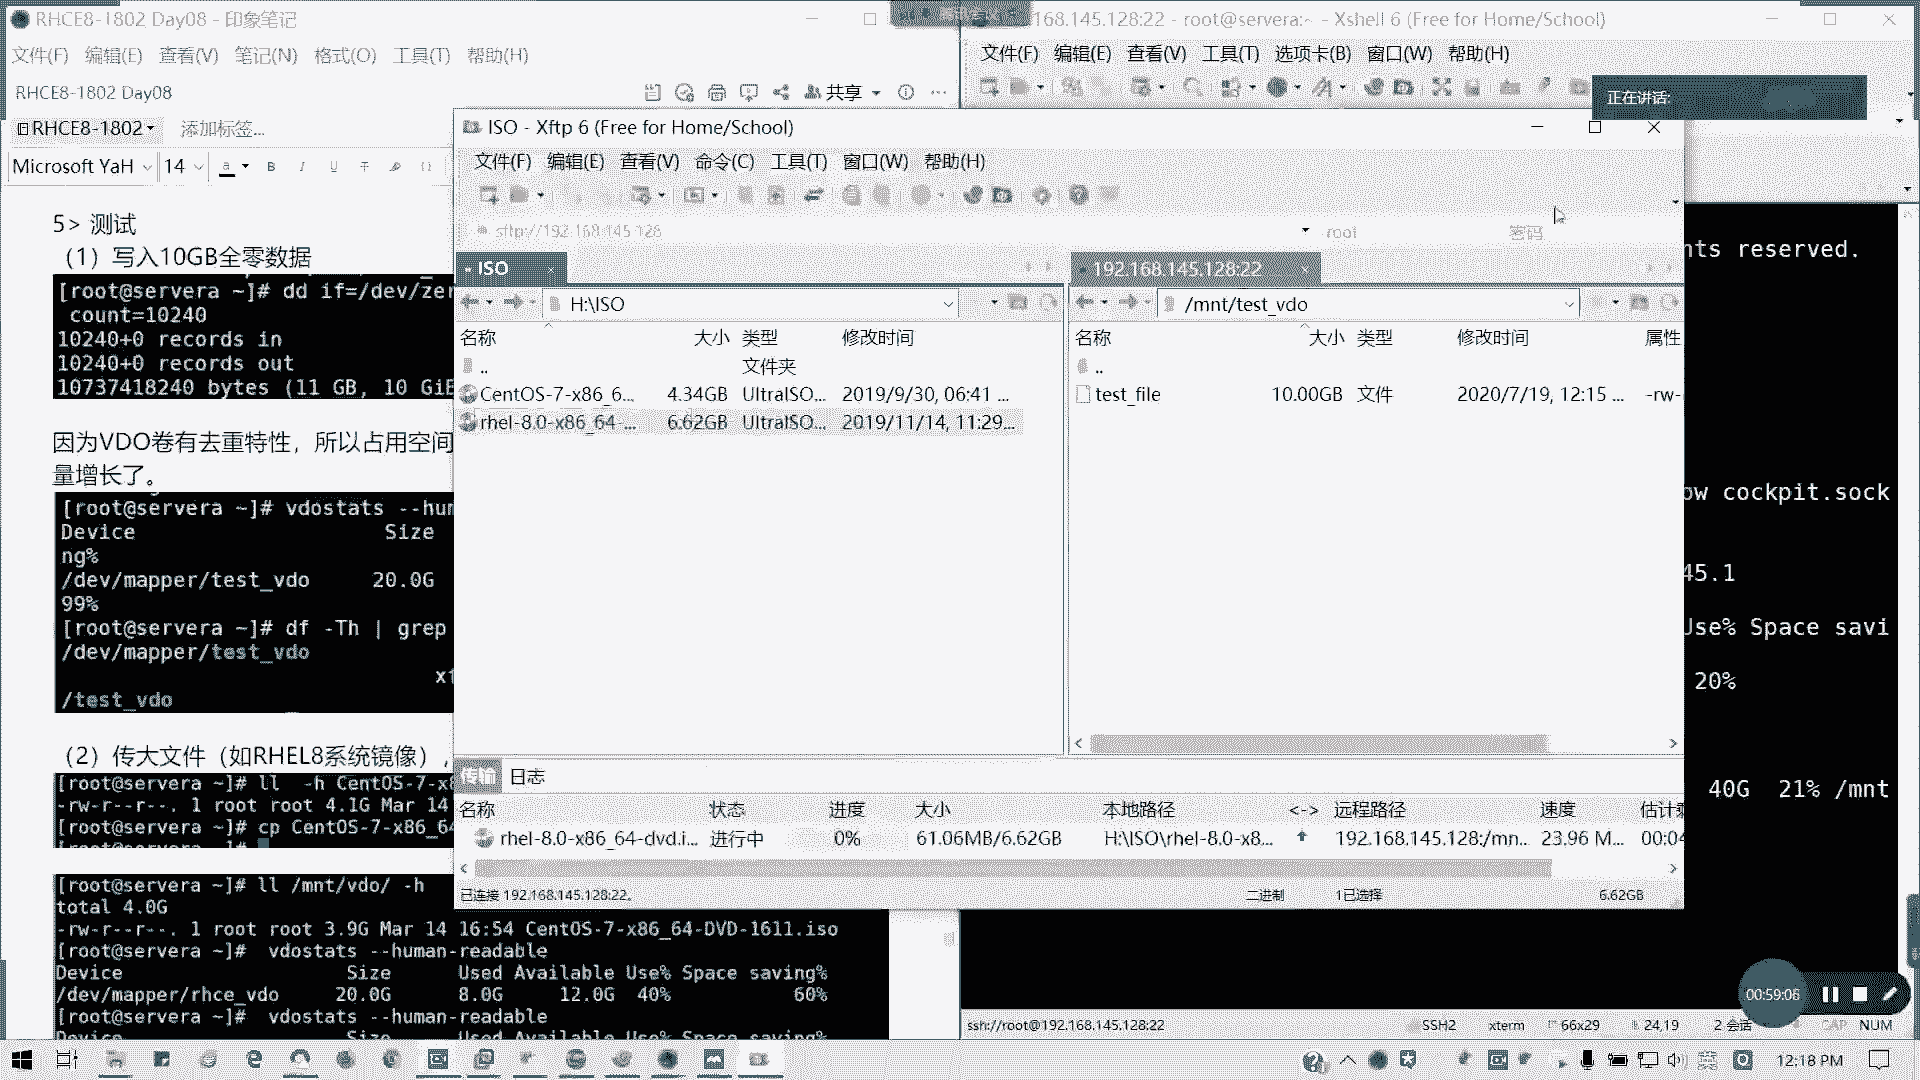 RHCE8-1802 Day08 - 印象笔记
文件(F) 编辑(E) 查看(V) 笔记(N) 格式(O) 工具(T) 帮助(H)
RHCE8-1802 Day08
共享
RHCE8-1802
添加标签...
Microsoft YaH 14
5> 测试
（1）写入10GB全零数据
[root@servera ~]# dd if=/dev/zer
count=10240
10240+0 records in
10240+0 records out
10737418240 bytes (11 GB, 10 GiB
因为VDO卷有去重特性，所以占用空间
量增长了。
[root@servera ~]# vdostats --hum
Device Size
ng%
/dev/mapper/test_vdo 20.0G
99%
[root@servera ~]# df -Th | grep
/dev/mapper/test_vdo
/test_vdo
（2）传大文件（如RHEL8系统镜像）,
[root@servera ~]# ll -h CentOS-7-x8
-rw-r--r--. 1 root root 4.1G Mar 14
[root@servera ~]# cp CentOS-7-x86_64
[root@servera ~]# ll /mnt/vdo/ -h
total 4.0G
-rw-r--r--. 1 root root 3.9G Mar 14 16:54 CentOS-7-x86_64-DVD-1611.iso
[root@servera ~]# vdostats --human-readable
Device Size Used Available Use% Space saving%
/dev/mapper/rhce_vdo 20.0G 8.0G 12.0G 40% 60%
[root@servera ~]# vdostats --human-readable
Device Size Used Available Use% Space saving%
168.145.128:22 - root@servera:~ - Xshell 6 (Free for Home/School)
文件(F) 编辑(E) 查看(V) 工具(T) 选项卡(B) 窗口(W) 帮助(H)
正在讲话:
ISO - Xftp 6 (Free for Home/School)
文件(F) 编辑(E) 查看(V) 命令(C) 工具(T) 窗口(W) 帮助(H)
sftp://192.168.145.128 root 密码
ISO
H:\ISO
名称 大小 类型 修改时间
.. 文件夹
CentOS-7-x86_6... 4.34GB UltraISO... 2019/9/30, 06:41 ...
rhel-8.0-x86_64-... 6.62GB UltraISO... 2019/11/14, 11:29...
192.168.145.128:22
/mnt/test_vdo
名称 大小 类型 修改时间 属性
..
test_file 10.00GB 文件 2020/7/19, 12:15 ... -rw-
传输 日志
名称 状态 进度 大小 本地路径 <-> 远程路径 速度
rhel-8.0-x86_64-dvd.i... 进行中 0% 61.06MB/6.62GB H:\ISO\rhel-8.0-x8... 192.168.145.128:/mn... 23.96 M... 00:04
已连接 192.168.145.128:22。 二进制 1已选择 6.62GB
nts reserved.
ow cockpit.sock
45.1
Use% Space savi
20%
40G 21% /mnt
00:59:06
ssh://root@192.168.145.128:22 SSH2 xterm 66x29 24,19 2 会话 CAP NUM
英
12:18 PM